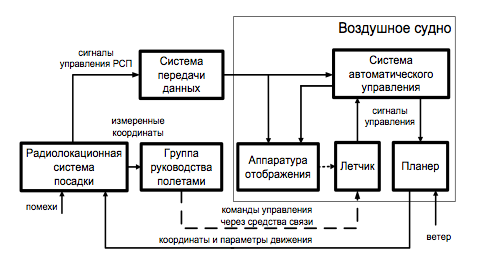 Воздушное судно
сигналы
управления РСП
Система
передачи
данных
Система
автоматического
управления
измеренные
координаты
сигналы
управления
Радиолокационная
система
посадки
Группа
руководства
полетами
Аппаратура
отображения
Летчик
Планер
помехи
команды управления
через средства связи
ветер
координаты и параметры движения